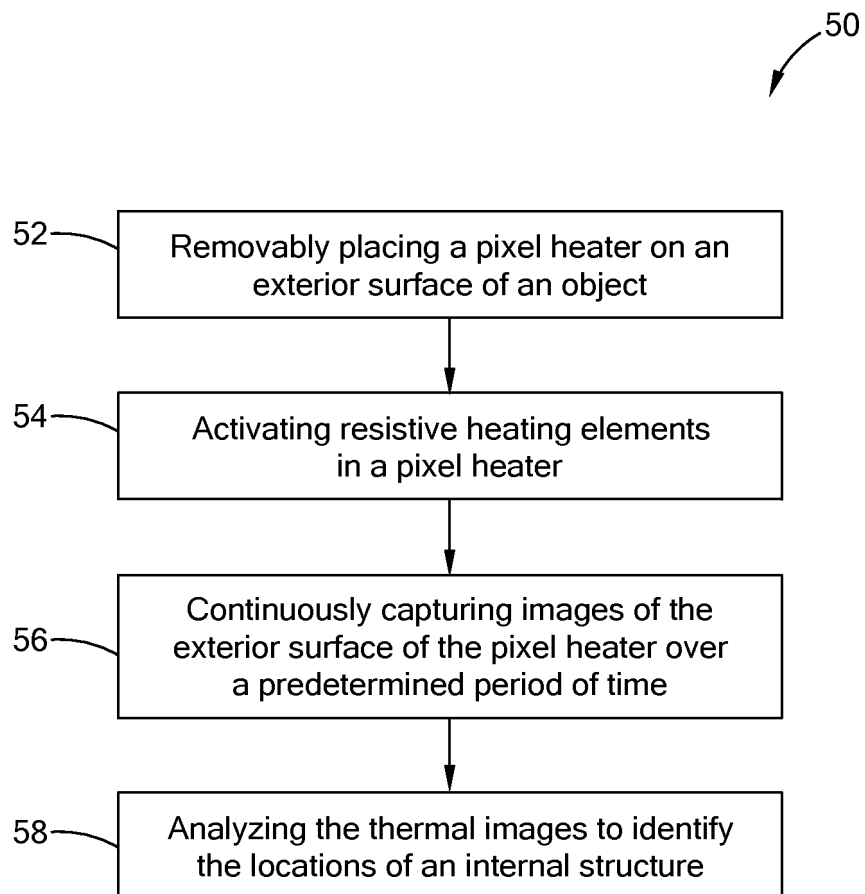 50
52
Removably placing a pixel heater on an
exterior surface of an object
54
Activating resistive heating elements
in a pixel heater
56
Continuously capturing images of the
exterior surface of the pixel heater over
a predetermined period of time
58
Analyzing the thermal images to identify
the locations of an internal structure